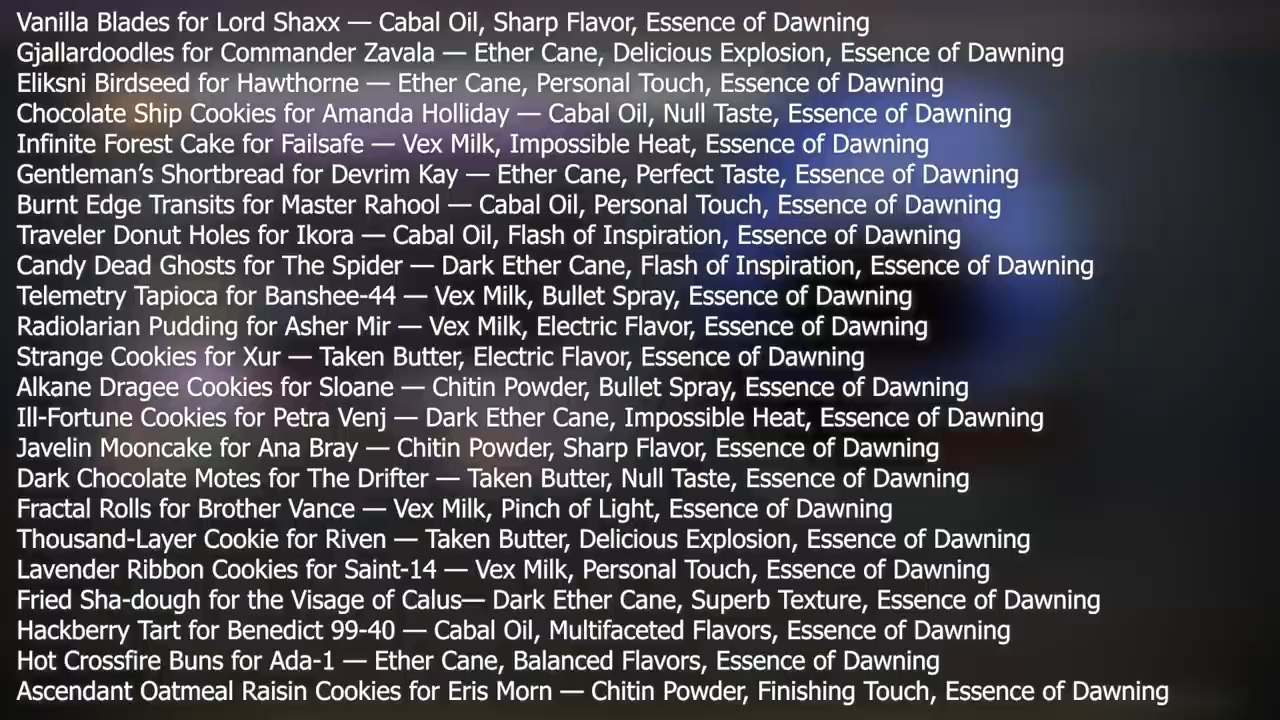 Vanilla Blades for Lord Shaxx — Cabal Oil, Sharp Flavor, Essence of Dawning
Gjallardoodles for Commander Zavala — Ether Cane, Delicious Explosion, Essence of Dawning
Eliksni Birdseed for Hawthorne — Ether Cane, Personal Touch, Essence of Dawning
Chocolate Ship Cookies for Amanda Holliday — Cabal Oil, Null Taste, Essence of Dawning
Infinite Forest Cake for Failsafe — Vex Milk, Impossible Heat, Essence of Dawning
Gentleman’s Shortbread for Devrim Kay — Ether Cane, Perfect Taste, Essence of Dawning
Burnt Edge Transits for Master Rahool — Cabal Oil, Personal Touch, Essence of Dawning
Traveler Donut Holes for Ikora — Cabal Oil, Flash of Inspiration, Essence of Dawning
Candy Dead Ghosts for The Spider — Dark Ether Cane, Flash of Inspiration, Essence of Dawning
Telemetry Tapioca for Banshee-44 — Vex Milk, Bullet Spray, Essence of Dawning
Radiolarian Pudding for Asher Mir — Vex Milk, Electric Flavor, Essence of Dawning
Strange Cookies for Xur — Taken Butter, Electric Flavor, Essence of Dawning
Alkane Dragee Cookies for Sloane — Chitin Powder, Bullet Spray, Essence of Dawning
Ill-Fortune Cookies for Petra Venj — Dark Ether Cane, Impossible Heat, Essence of Dawning
Javelin Mooncake for Ana Bray — Chitin Powder, Sharp Flavor, Essence of Dawning
Dark Chocolate Motes for The Drifter — Taken Butter, Null Taste, Essence of Dawning
Fractal Rolls for Brother Vance — Vex Milk, Pinch of Light, Essence of Dawning
Thousand-Layer Cookie for Riven — Taken Butter, Delicious Explosion, Essence of Dawning
Lavender Ribbon Cookies for Saint-14 — Vex Milk, Personal Touch, Essence of Dawning
Fried Sha-dough for the Visage of Calus— Dark Ether Cane, Superb Texture, Essence of Dawning
Hackberry Tart for Benedict 99-40 — Cabal Oil, Multifaceted Flavors, Essence of Dawning
Hot Crossfire Buns for Ada-1 — Ether Cane, Balanced Flavors, Essence of Dawning
Ascendant Oatmeal Raisin Cookies for Eris Morn — Chitin Powder, Finishing Touch, Essence of Dawning